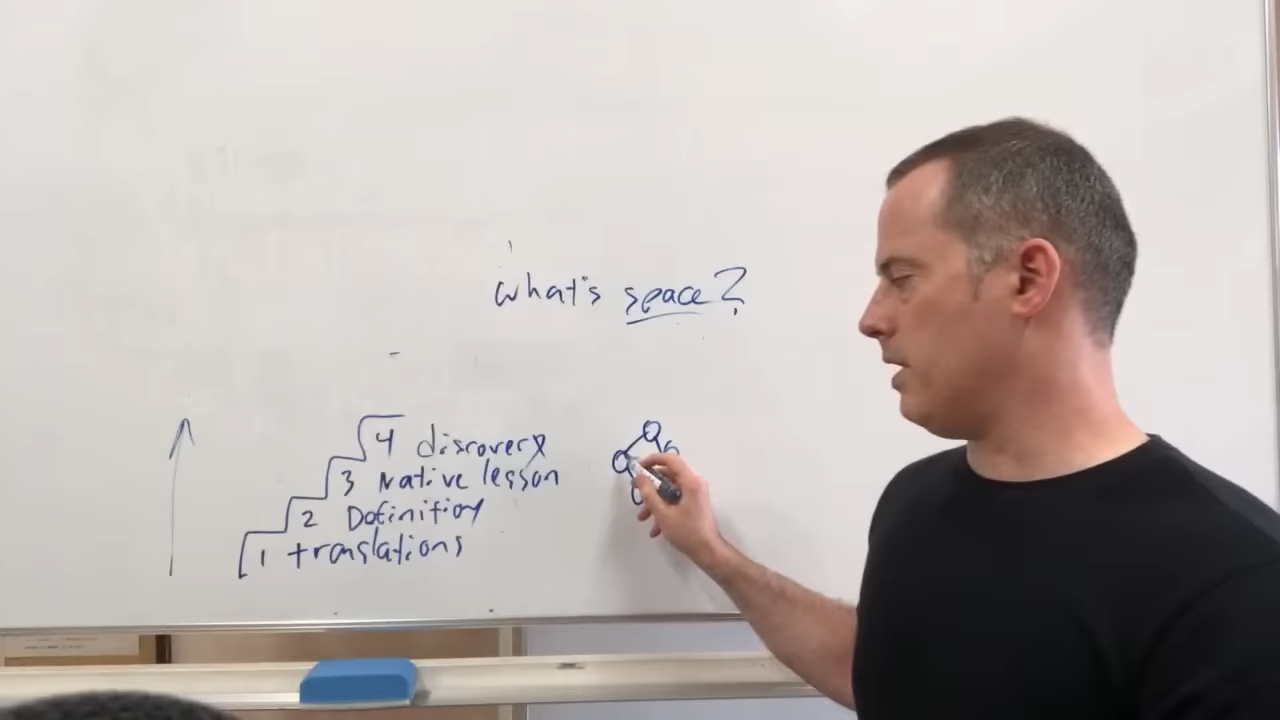 what's space?
4 discovery
3 Native lesson
2 Definition
1 translations